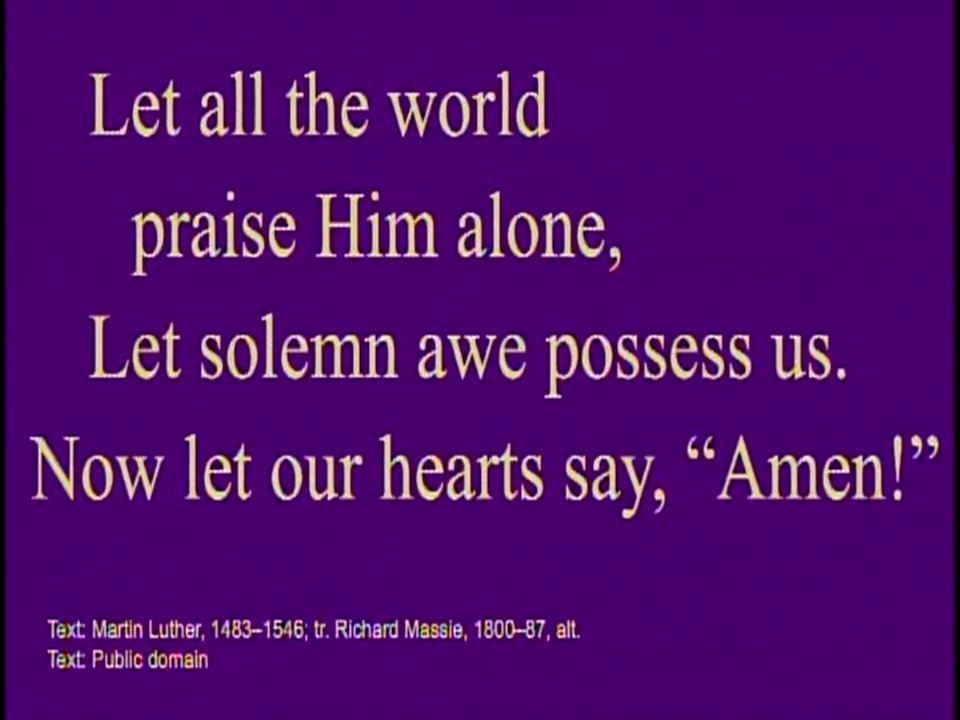 Let all the world
praise Him alone,
Let solemn awe possess us.
Now let our hearts say, “Amen!”
Text: Martin Luther, 1483–1546; tr. Richard Massie, 1800–87, alt.
Text: Public domain